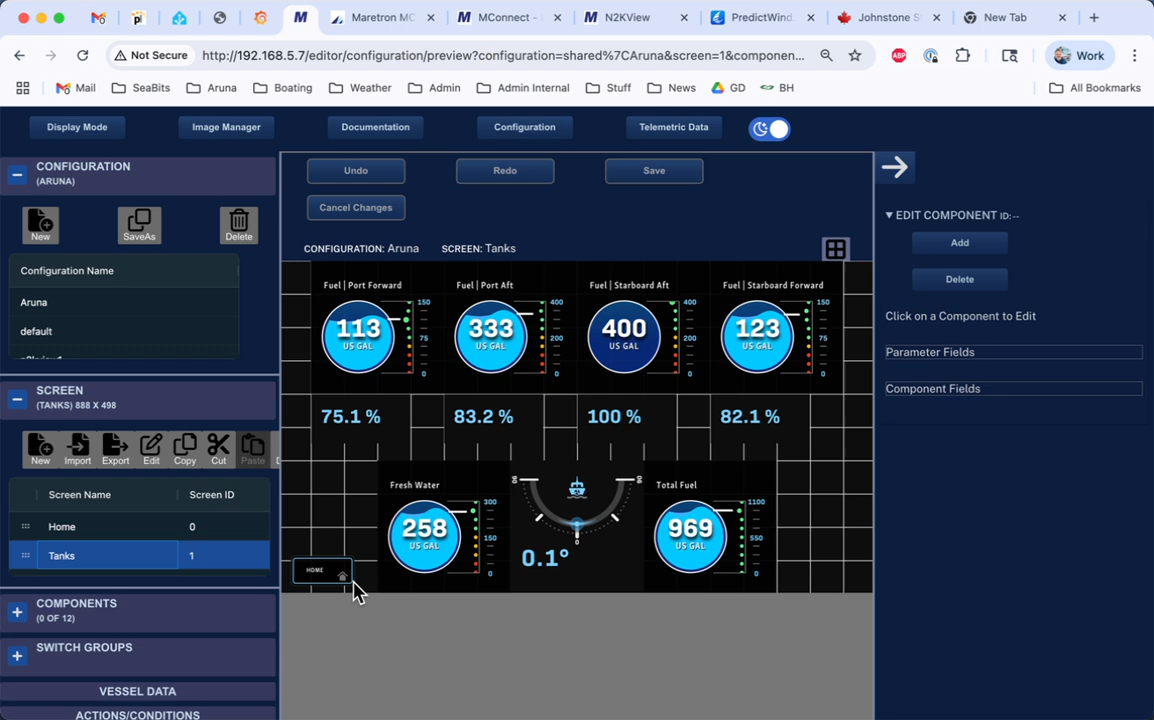 Maretron MC
MConnect -
N2KView
PredictWind
Johnstone S
New Tab
Not Secure
http://192.168.5.7/editor/configuration/preview?configuration=shared%7CAruna&screen=1&componen...
ABP
Work
Mail
SeaBits
Aruna
Boating
Weather
Admin
Admin Internal
Stuff
News
GD
BH
All Bookmarks
Display Mode
Image Manager
Documentation
Configuration
Telemetric Data
CONFIGURATION
(ARUNA)
New
SaveAs
Delete
Configuration Name
Aruna
default
SCREEN
(TANKS) 888 X 498
New
Import
Export
Edit
Copy
Cut
Paste
Screen Name
Screen ID
Home
0
Tanks
1
COMPONENTS
(0 OF 12)
SWITCH GROUPS
VESSEL DATA
ACTIONS/CONDITIONS
Undo
Redo
Save
Cancel Changes
CONFIGURATION: Aruna
SCREEN: Tanks
Fuel | Port Forward
113
US GAL
150
75
0
Fuel | Port Aft
333
US GAL
400
200
0
Fuel | Starboard Aft
400
US GAL
400
200
0
Fuel | Starboard Forward
123
US GAL
150
75
0
75.1 %
83.2 %
100 %
82.1 %
Fresh Water
258
US GAL
300
150
0
0
0.1°
Total Fuel
969
US GAL
1100
550
0
HOME
EDIT COMPONENT ID: --
Add
Delete
Click on a Component to Edit
Parameter Fields
Component Fields